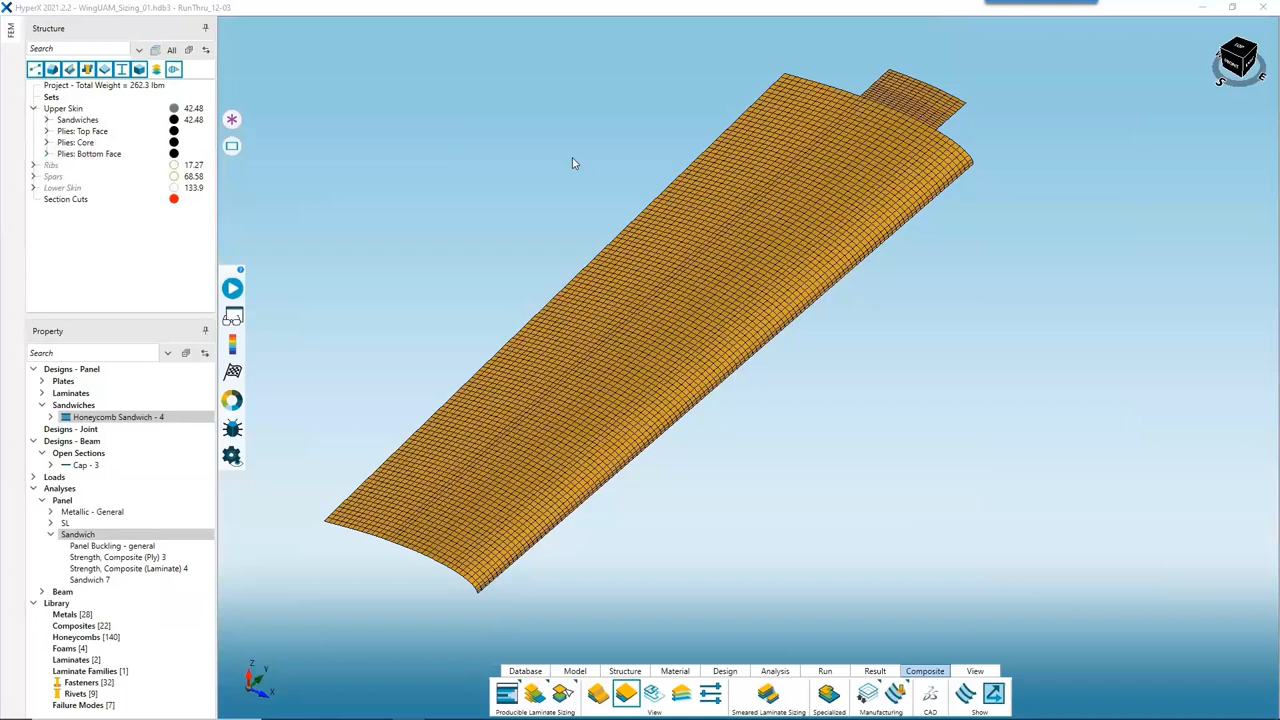 HyperX 2021.2.2 - WingUAM_Sizing_01.hdb3 - RunThru_12-03
FEM
Structure
Search
All
Project - Total Weight = 262.3 lbm
Sets
Upper Skin 42.48
Sandwiches 42.48
Plies: Top Face
Plies: Core
Plies: Bottom Face
Ribs 17.27
Spars 68.58
Lower Skin 133.9
Section Cuts
Property
Search
Designs - Panel
Plates
Laminates
Sandwiches
Honeycomb Sandwich - 4
Designs - Joint
Designs - Beam
Open Sections
Cap - 3
Loads
Analyses
Panel
Metallic - General
SL
Sandwich
Panel Buckling - general
Strength, Composite (Ply) 3
Strength, Composite (Laminate) 4
Sandwich 7
Beam
Library
Metals [28]
Composites [22]
Honeycombs [140]
Foams [4]
Laminates [2]
Laminate Families [1]
Fasteners [32]
Rivets [9]
Failure Modes [7]
TOP
FRONT
S
E
Z
Y
X
Database Model Structure Material Design Analysis Run Result Composite View
Producible Laminate Sizing View Smeared Laminate Sizing Specialized Manufacturing CAD Show